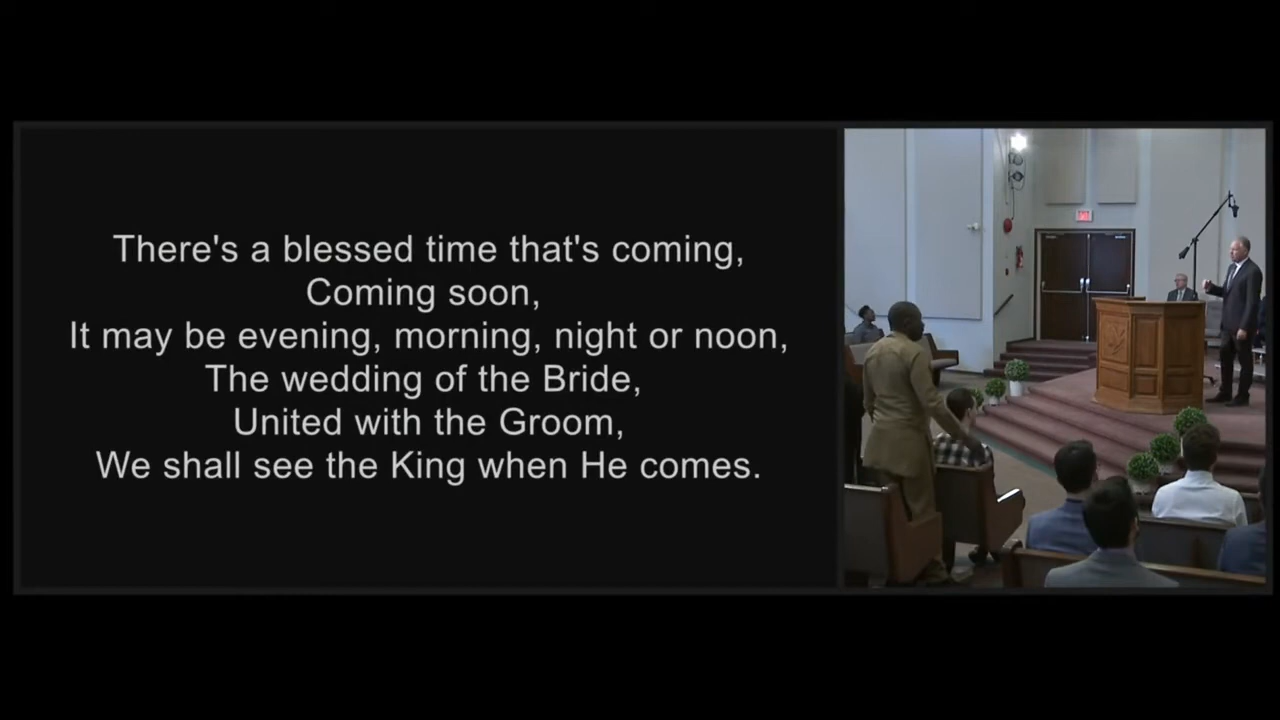 There's a blessed time that's coming,
Coming soon,
It may be evening, morning, night or noon,
The wedding of the Bride,
United with the Groom,
We shall see the King when He comes.